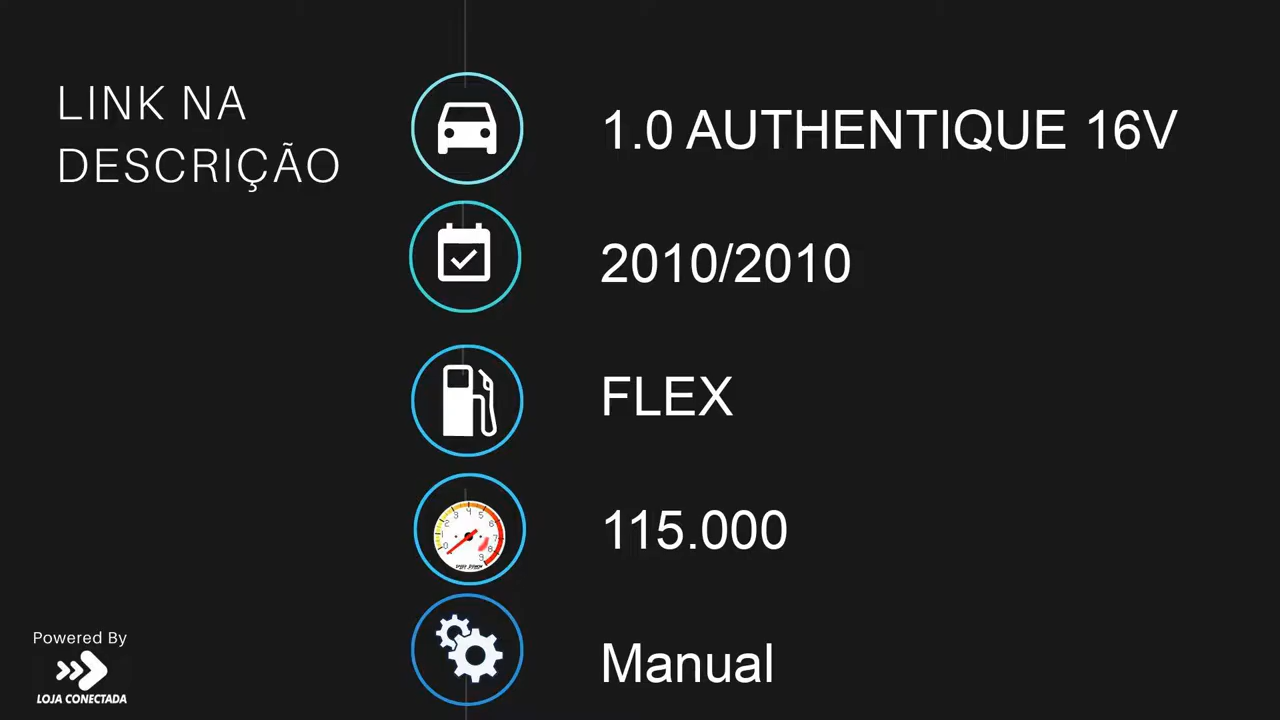 LINK NA
DESCRIÇÃO
1.0 AUTHENTIQUE 16V
2010/2010
FLEX
115.000
Manual
Powered By
LOJA CONECTADA